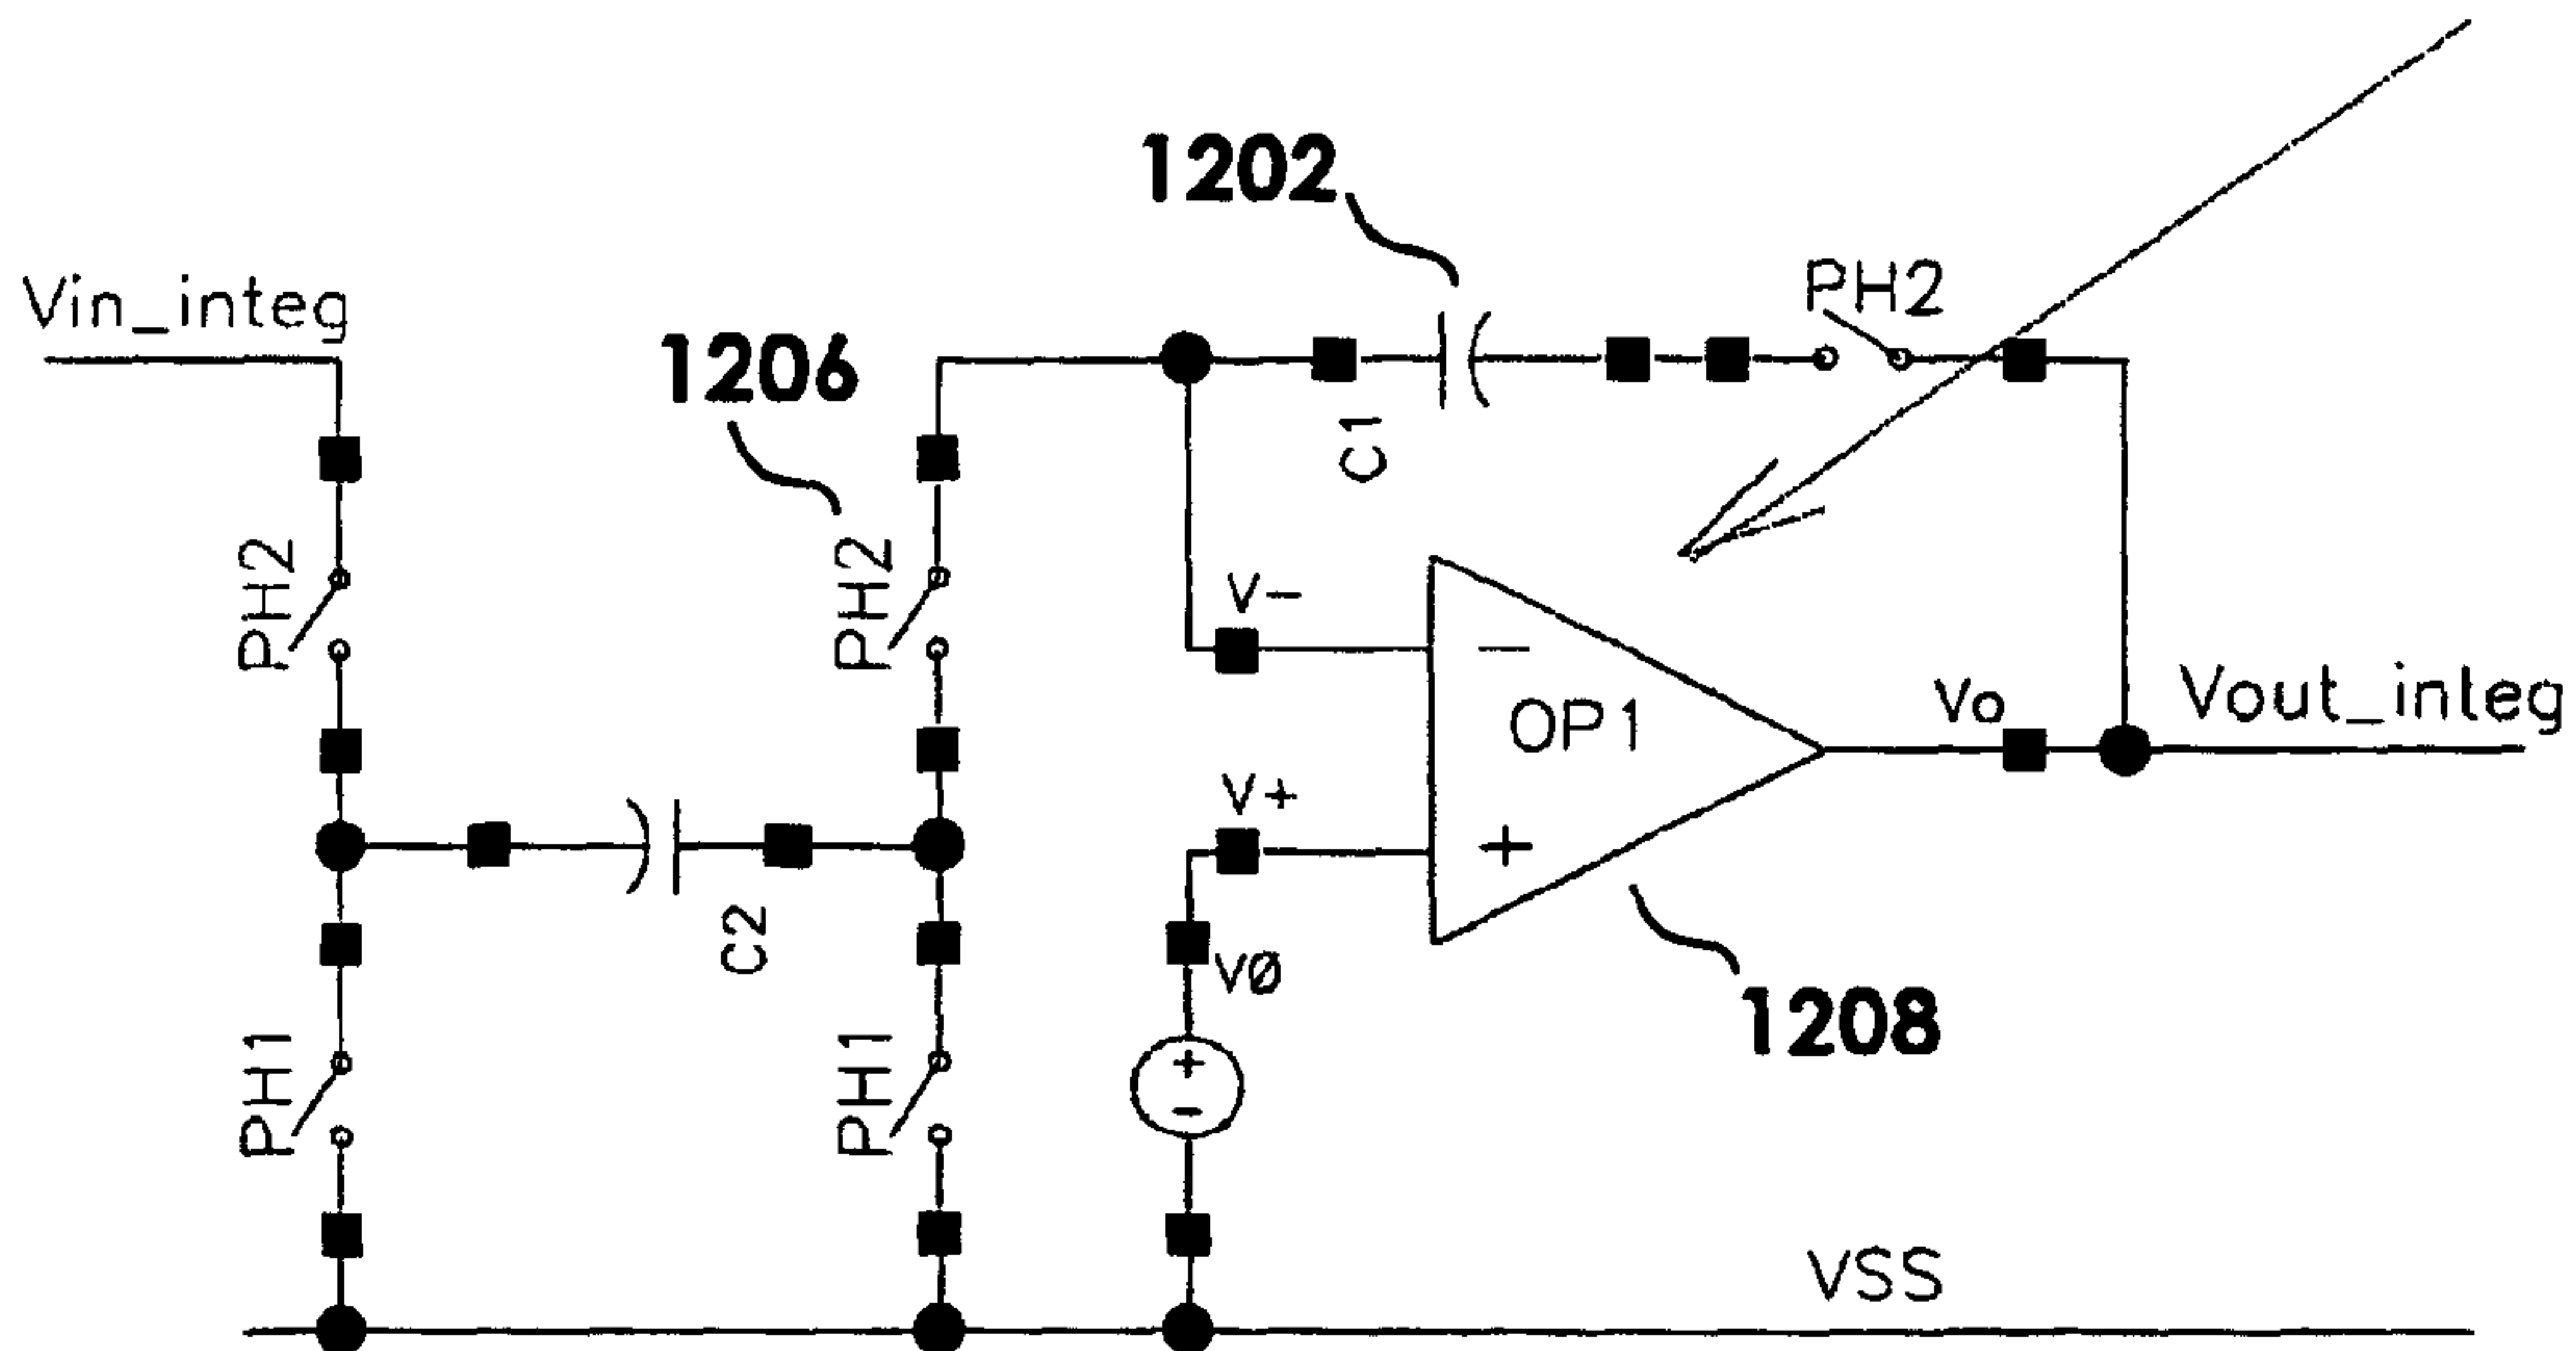 1202
PH2
Vin_integ
1206
C1
PH2
PH2
V-
-
OP1
Vo
Vout_integ
V+
+
C2
VØ
1208
PH1
PH1
+
-
VSS